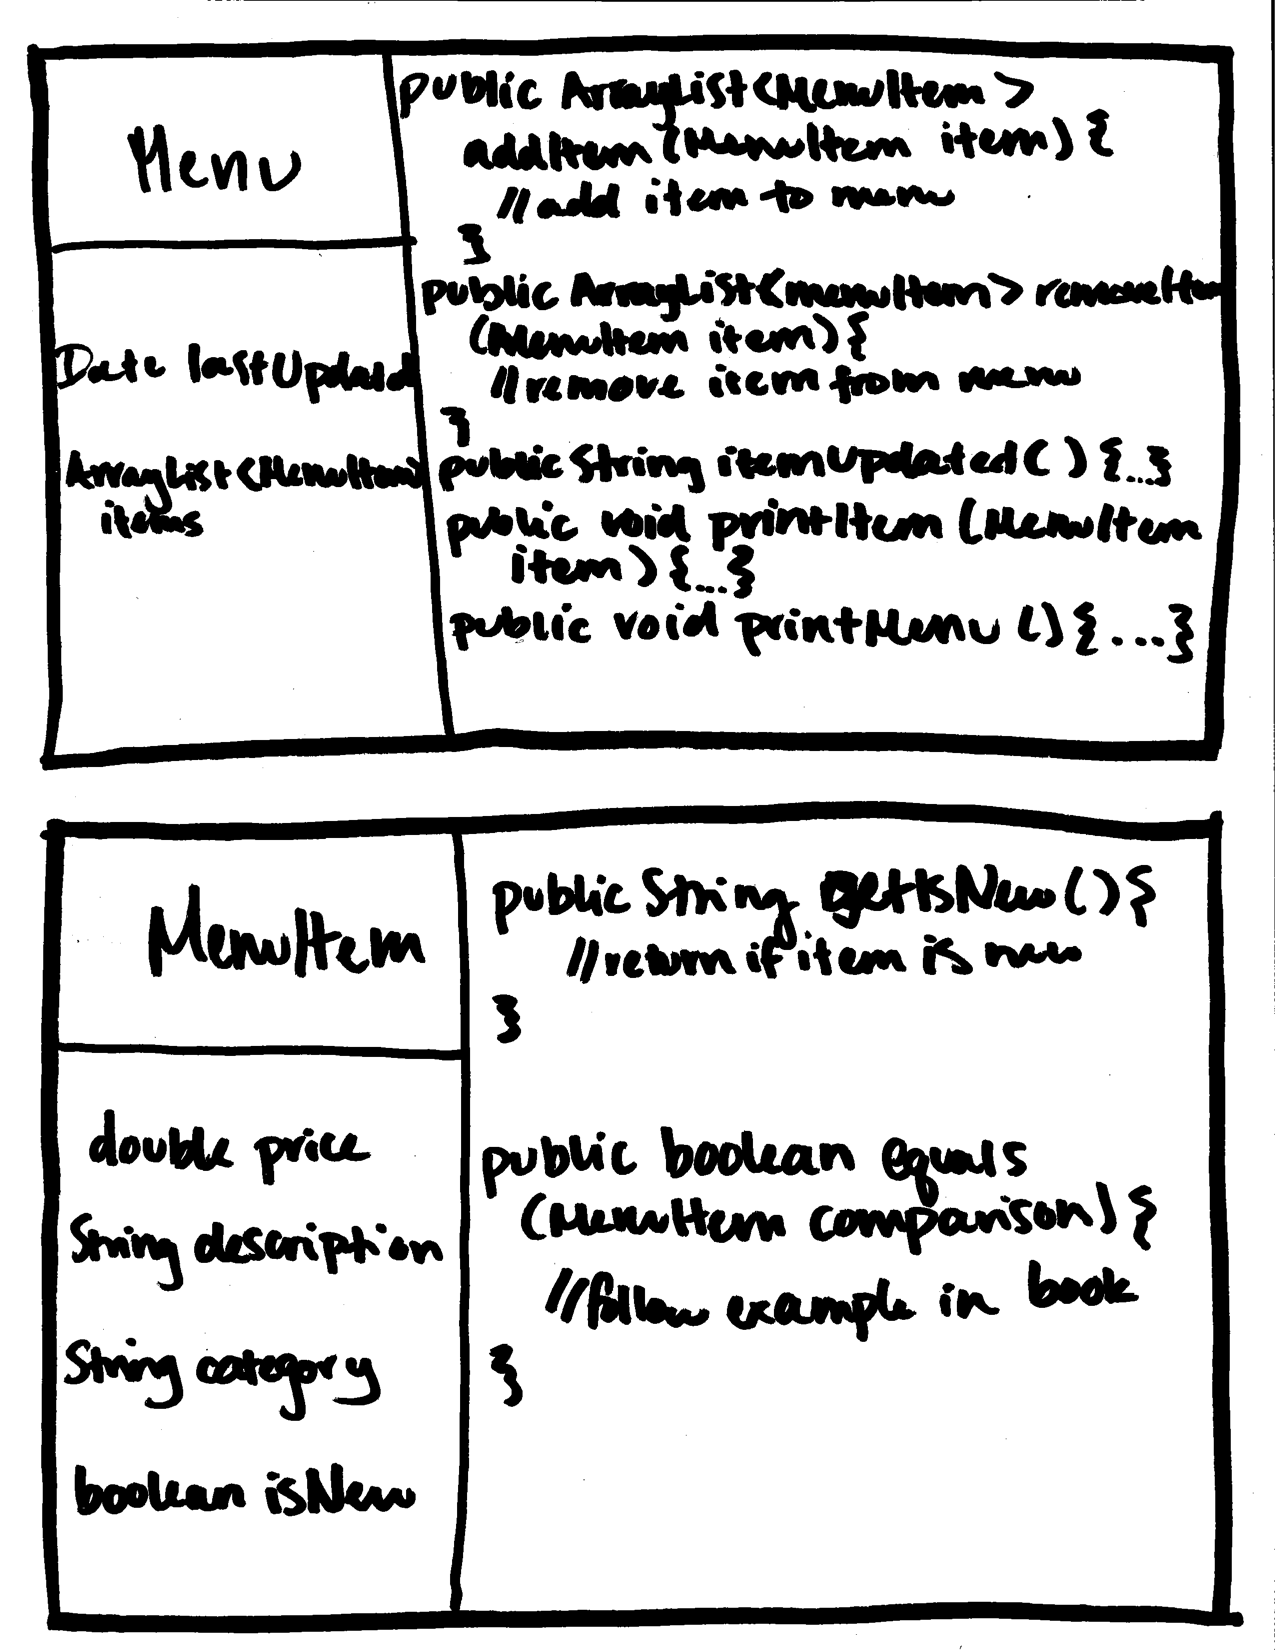 Menu
Date lastUpdated
ArrayList<MenuItem>
items
public ArrayList<MenuItem>
addItem(MenuItem item) {
//add item to menu
}
public ArrayList<menuItem> removeItem
(MenuItem item) {
//remove item from menu
}
public String itemUpdated( ) {...}
public void printItem (MenuItem
item) {...}
public void printMenu () {...}
MenuItem
double price
String description
String category
boolean isNew
public String getIsNew() {
//return if item is new
}
public boolean equals
(MenuItem comparison) {
//follow example in book
}